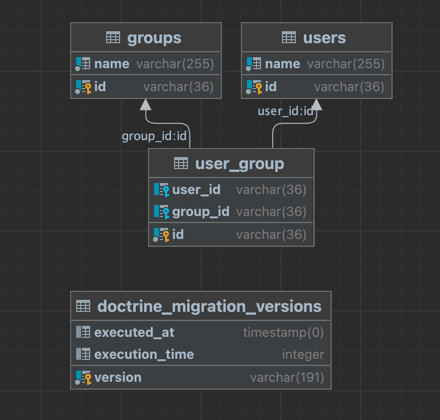 groups
name varchar(255)
id varchar(36)
users
name varchar(255)
id varchar(36)
group_id:id
user_id:id
user_group
user_id varchar(36)
group_id varchar(36)
id varchar(36)
doctrine_migration_versions
executed_at timestamp(0)
execution_time integer
version varchar(191)